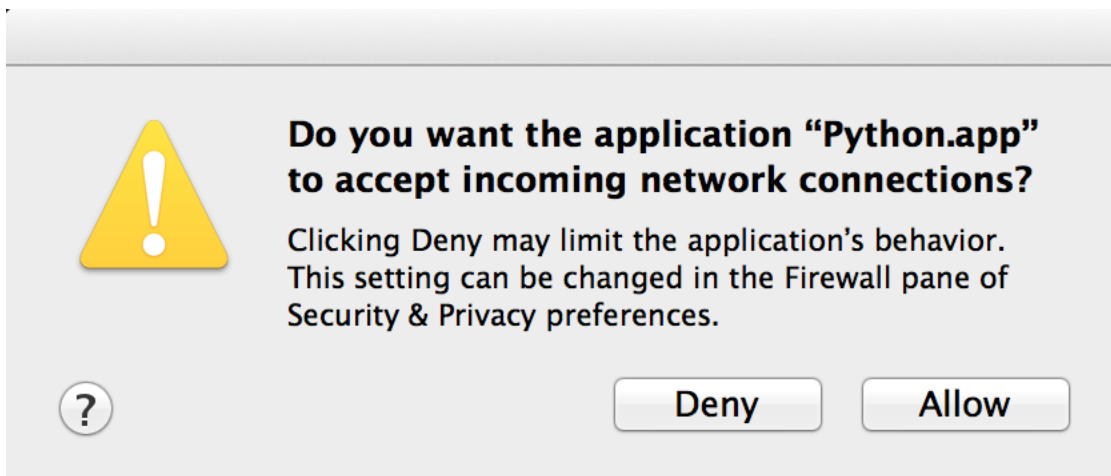 Do you want the application “Python.app”
to accept incoming network connections?
Clicking Deny may limit the application’s behavior.
This setting can be changed in the Firewall pane of
Security & Privacy preferences.
?
Deny
Allow